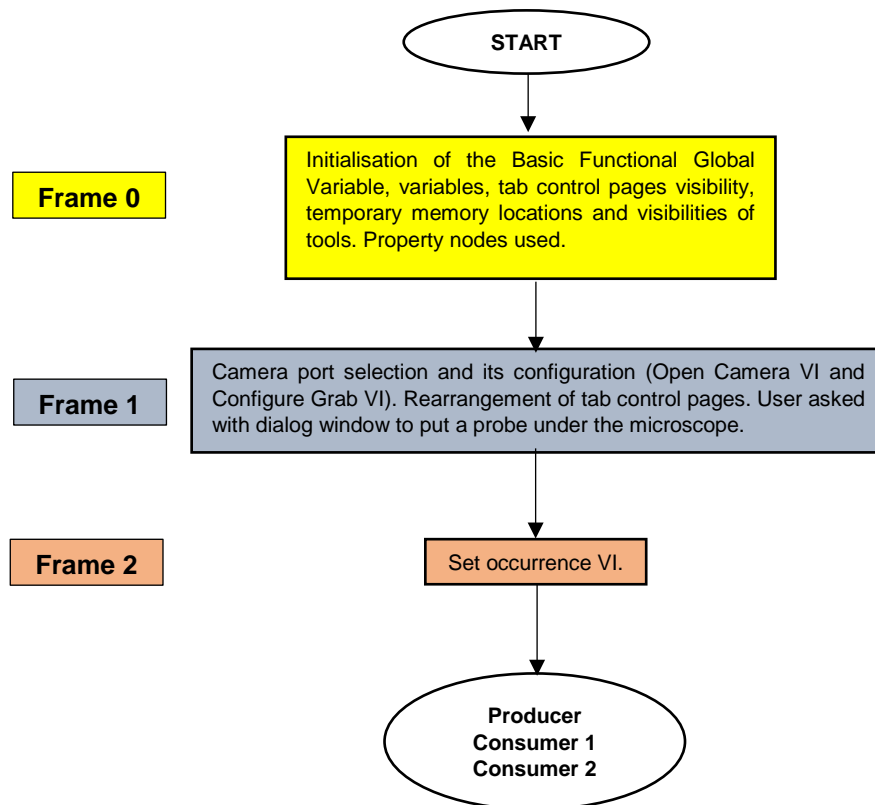 START
Frame 0
Initialisation of the Basic Functional Global
Variable, variables, tab control pages visibility,
temporary memory locations and visibilities of
tools. Property nodes used.
Frame 1
Camera port selection and its configuration (Open Camera VI and
Configure Grab VI). Rearrangement of tab control pages. User asked
with dialog window to put a probe under the microscope.
Frame 2
Set occurrence VI.
Producer
Consumer 1
Consumer 2